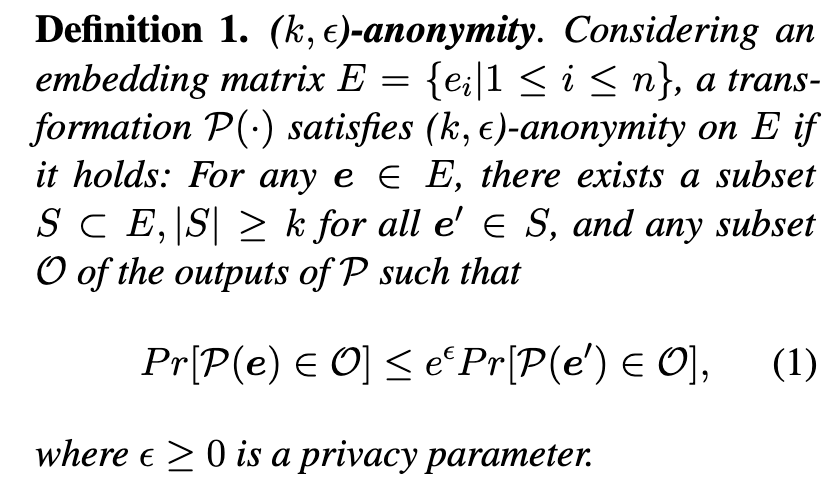 Definition 1. (k, ϵ)-anonymity. Considering an
embedding matrix E = {e_i|1 ≤ i ≤ n}, a trans-
formation 𝒫(·) satisfies (k, ϵ)-anonymity on E if
it holds: For any e ∈ E, there exists a subset
S ⊂ E, |S| ≥ k for all e′ ∈ S, and any subset
𝒪 of the outputs of 𝒫 such that
Pr[𝒫(e) ∈ 𝒪] ≤ e^ϵ Pr[𝒫(e′) ∈ 𝒪], (1)
where ϵ ≥ 0 is a privacy parameter.